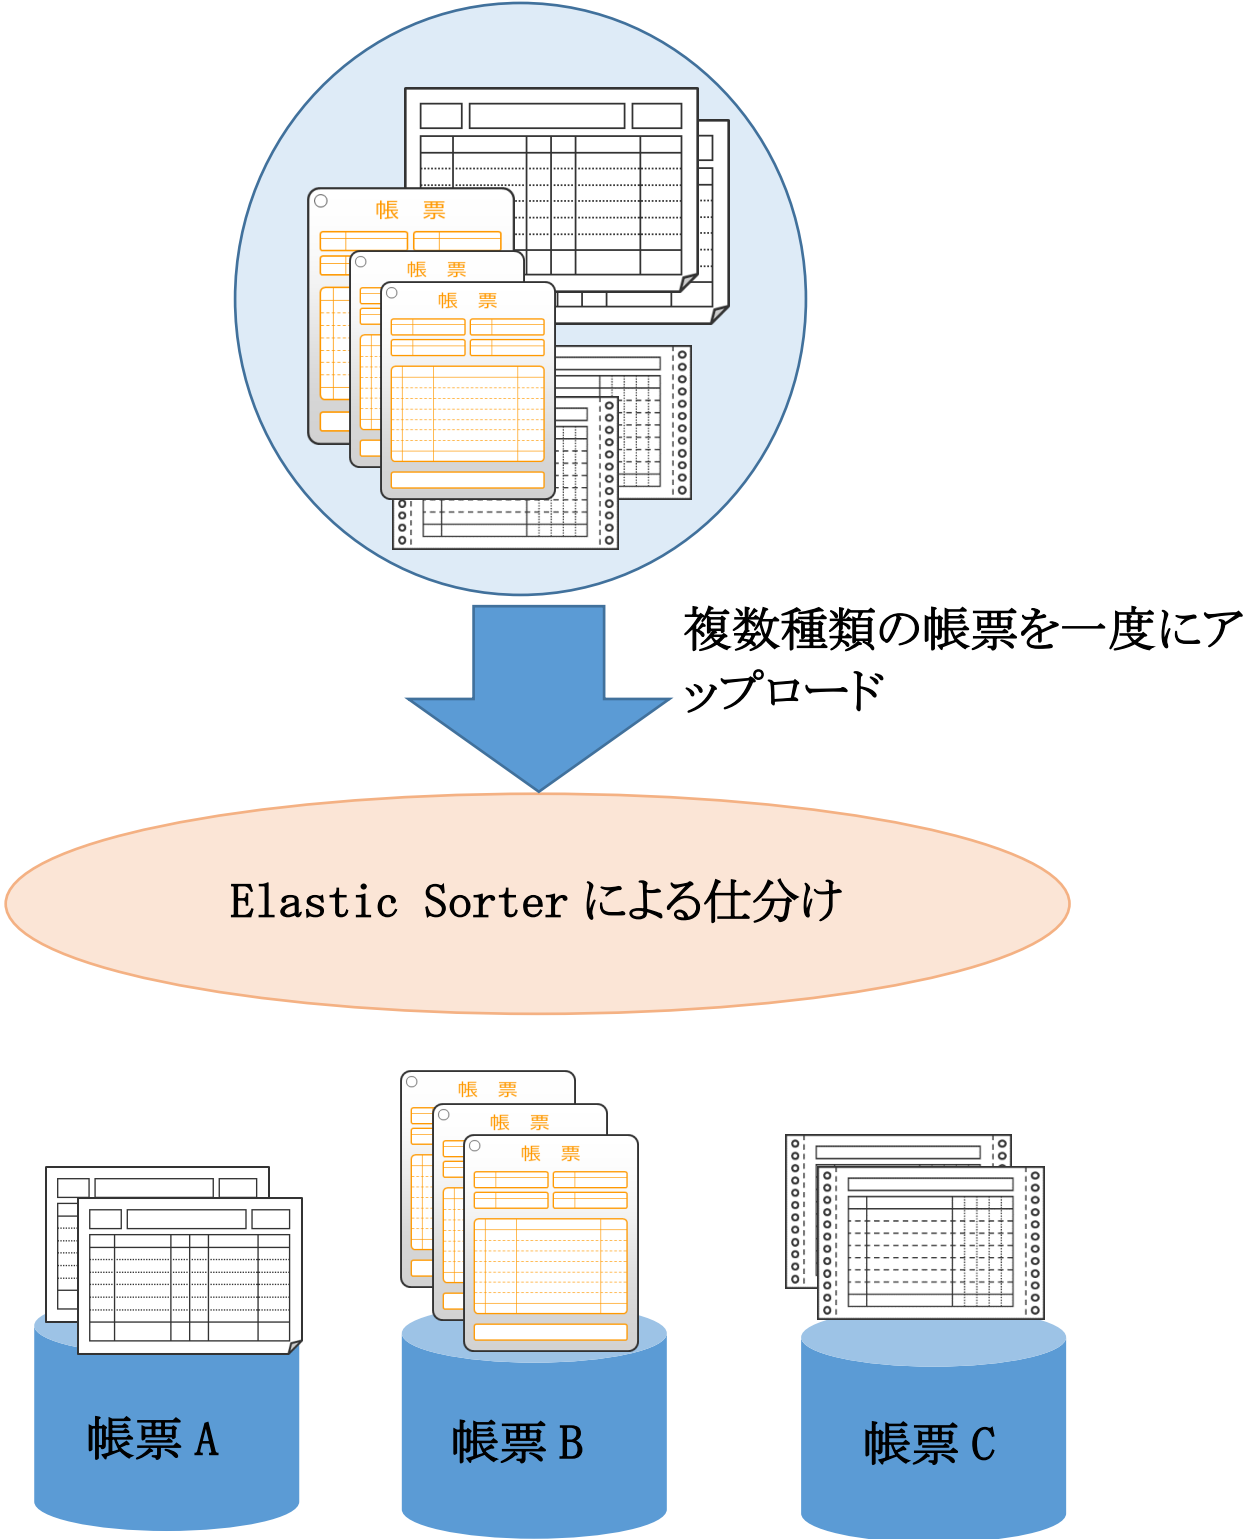 帳 票
帳 票
帳 票
複数種類の帳票を一度にア
ップロード
Elastic Sorter による仕分け
帳 票
帳 票
帳 票
帳票 A
帳票 B
帳票 C